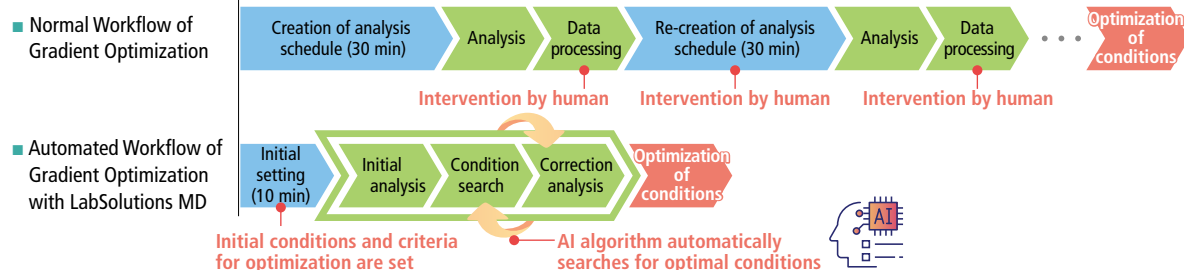 Normal Workflow of
Gradient Optimization
Creation of analysis
schedule (30 min)
Analysis
Data
processing
Re-creation of analysis
schedule (30 min)
Analysis
Data
processing
Optimization
of
conditions
Intervention by human
Intervention by human
Intervention by human
Automated Workflow of
Gradient Optimization
with LabSolutions MD
Initial
setting
(10 min)
Initial
analysis
Condition
search
Correction
analysis
Optimization
of
conditions
Initial conditions and criteria
for optimization are set
AI algorithm automatically
searches for optimal conditions
AI